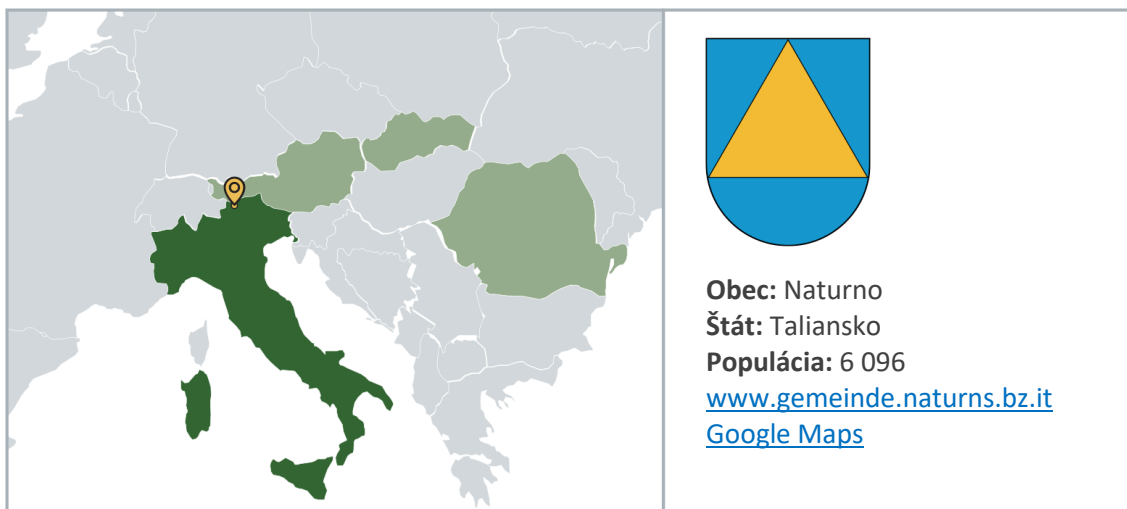 Obec: Naturno
Štát: Taliansko
Populácia: 6 096
www.gemeinde.naturns.bz.it
Google Maps